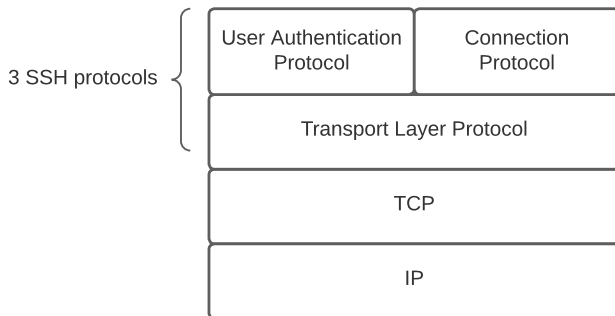 User Authentication
Protocol
Connection
Protocol
3 SSH protocols
Transport Layer Protocol
TCP
IP